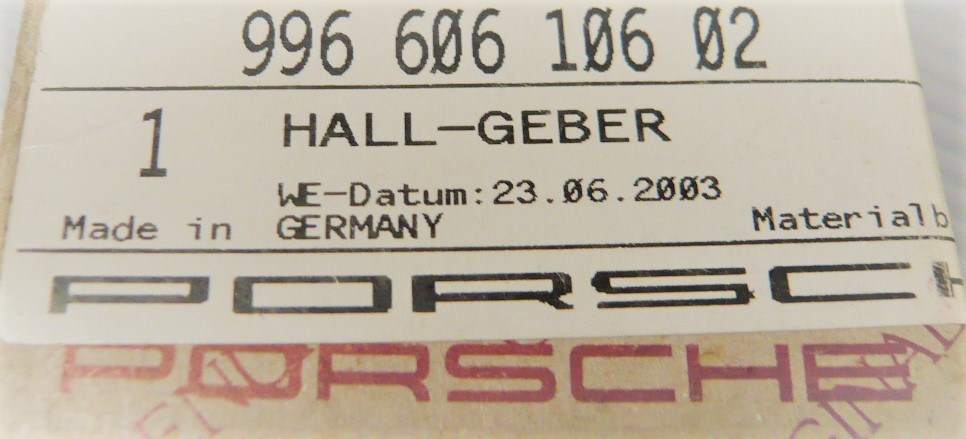 996 606 106 02
1 HALL-GEBER
WE-Datum:23.06.2003
Made in GERMANY Materialb
PORSCH
PORSCHE